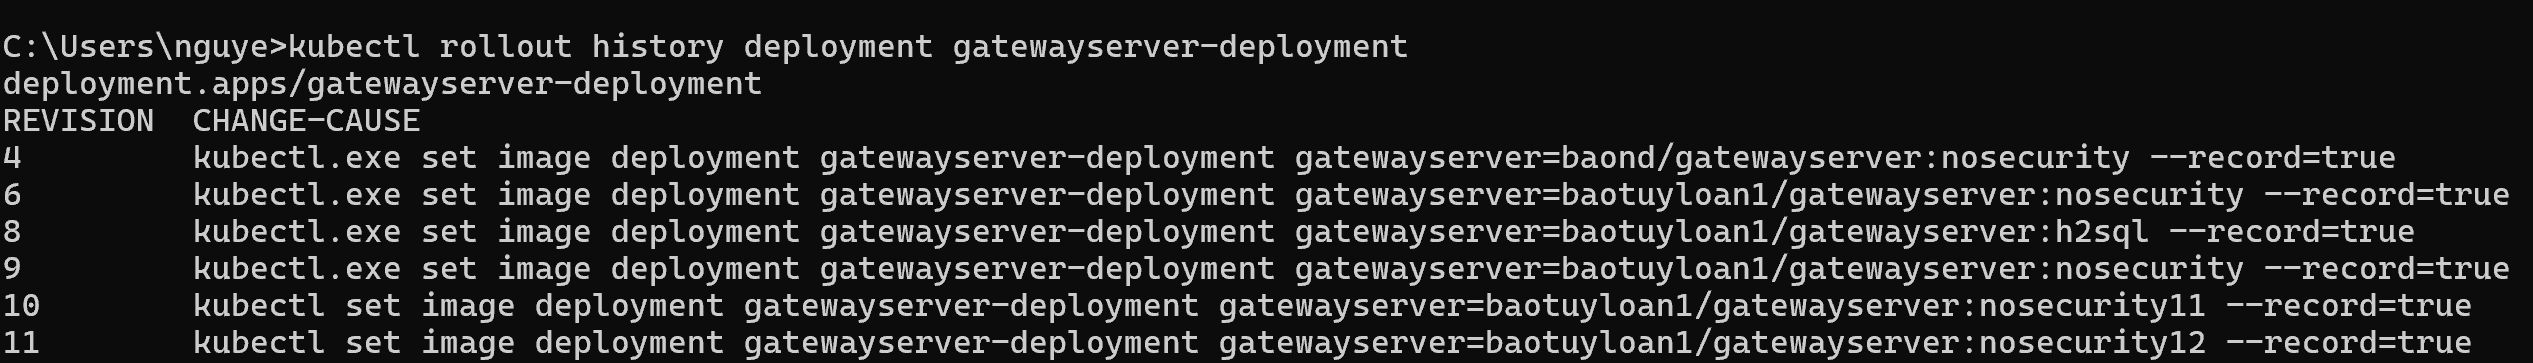 C:\Users\nguye>kubectl rollout history deployment gatewayserver-deployment
deployment.apps/gatewayserver-deployment
REVISION  CHANGE-CAUSE
4         kubectl.exe set image deployment gatewayserver-deployment gatewayserver=baond/gatewayserver:nosecurity --record=true
6         kubectl.exe set image deployment gatewayserver-deployment gatewayserver=baotuyloan1/gatewayserver:nosecurity --record=true
8         kubectl.exe set image deployment gatewayserver-deployment gatewayserver=baotuyloan1/gatewayserver:h2sql --record=true
9         kubectl.exe set image deployment gatewayserver-deployment gatewayserver=baotuyloan1/gatewayserver:nosecurity --record=true
10        kubectl set image deployment gatewayserver-deployment gatewayserver=baotuyloan1/gatewayserver:nosecurity11 --record=true
11        kubectl set image deployment gatewayserver-deployment gatewayserver=baotuyloan1/gatewayserver:nosecurity12 --record=true